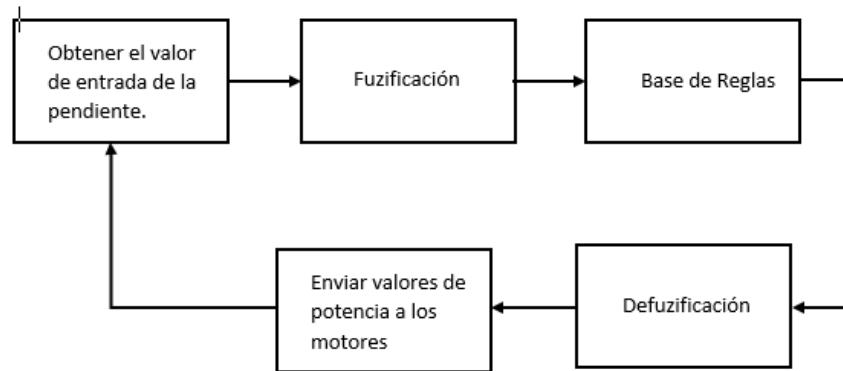 Obtener el valor
de entrada de la
pendiente.
Fuzificación
Base de Reglas
Enviar valores de
potencia a los
motores
Defuzificación